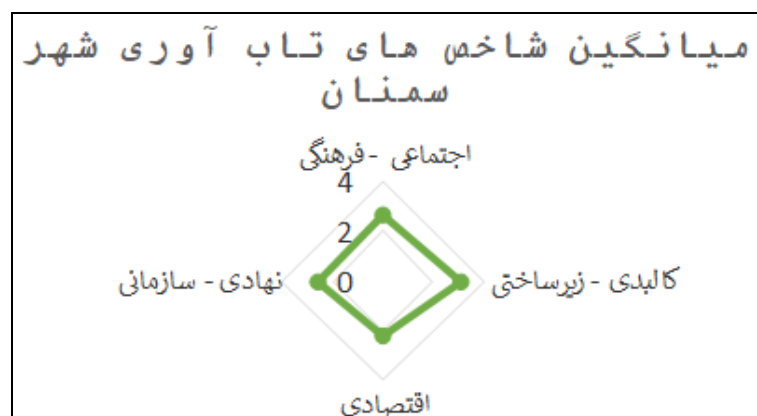 میانگین شاخص های تاب آوری شهر
سمنان
اجتماعی - فرهنگی
4
2
0
کالبدی - زیرساختی
نهادی - سازمانی
اقتصادی